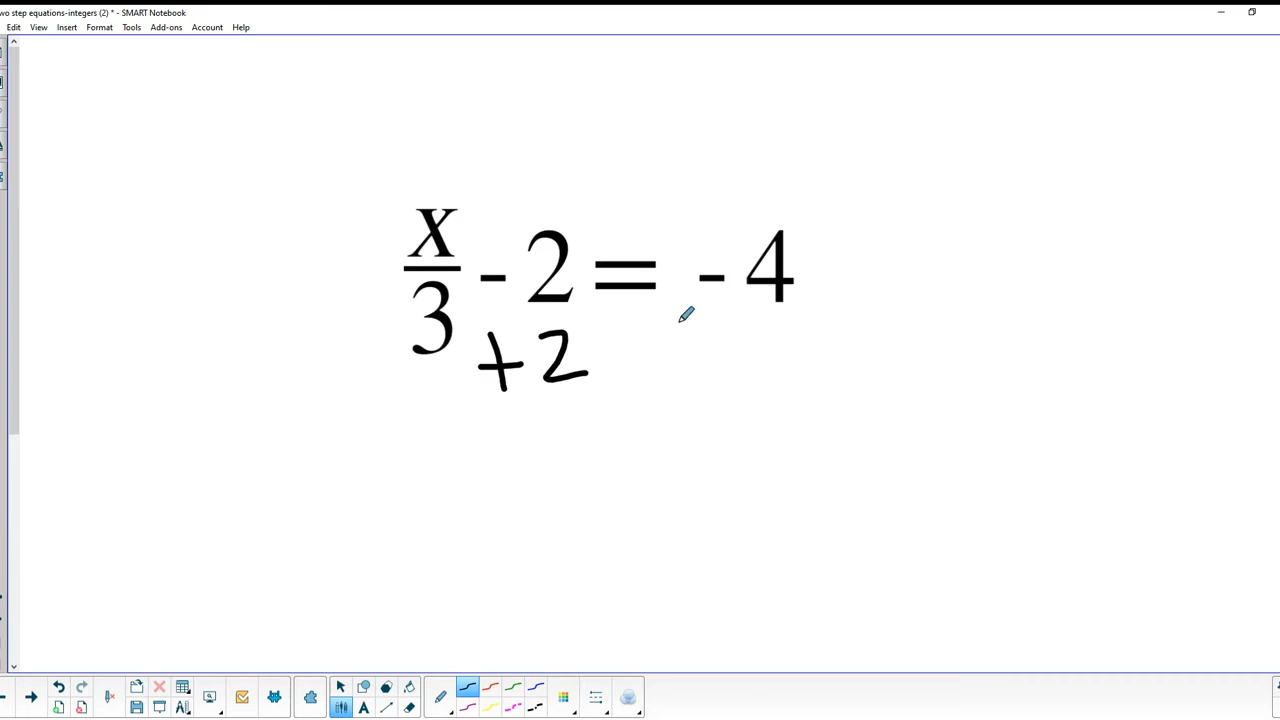 wo step equations-integers (2) * - SMART Notebook
Edit View Insert Format Tools Add-ons Account Help
x/3 - 2 = - 4
+2